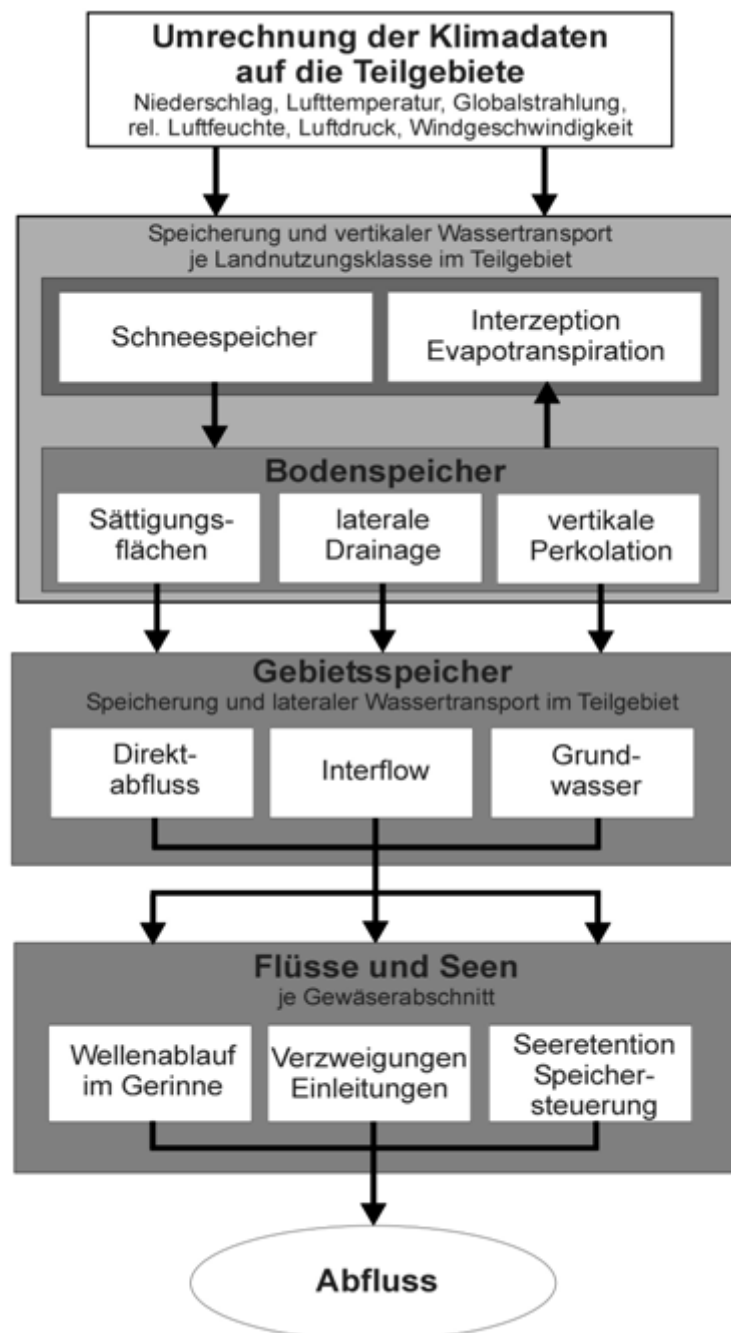 Umrechnung der Klimadaten
auf die Teilgebiete
Niederschlag, Lufttemperatur, Globalstrahlung,
rel. Luftfeuchte, Luftdruck, Windgeschwindigkeit
Speicherung und vertikaler Wassertransport
je Landnutzungsklasse im Teilgebiet
Schneespeicher
Interzeption
Evapotranspiration
Bodenspeicher
Sättigungs-
flächen
laterale
Drainage
vertikale
Perkolation
Gebietsspeicher
Speicherung und lateraler Wassertransport im Teilgebiet
Direkt-
abfluss
Interflow
Grund-
wasser
Flüsse und Seen
je Gewäserabschnitt
Wellenablauf
im Gerinne
Verzweigungen
Einleitungen
Seeretention
Speicher-
steuerung
Abfluss